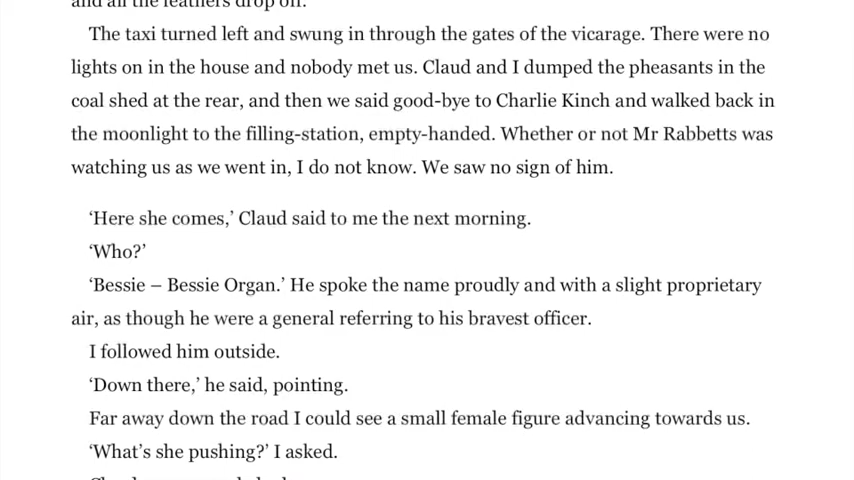 and all the feathers drop off.
The taxi turned left and swung in through the gates of the vicarage. There were no
lights on in the house and nobody met us. Claud and I dumped the pheasants in the
coal shed at the rear, and then we said good-bye to Charlie Kinch and walked back in
the moonlight to the filling-station, empty-handed. Whether or not Mr Rabbetts was
watching us as we went in, I do not know. We saw no sign of him.
‘Here she comes,’ Claud said to me the next morning.
‘Who?’
‘Bessie – Bessie Organ.’ He spoke the name proudly and with a slight proprietary
air, as though he were a general referring to his bravest officer.
I followed him outside.
‘Down there,’ he said, pointing.
Far away down the road I could see a small female figure advancing towards us.
‘What’s she pushing?’ I asked.